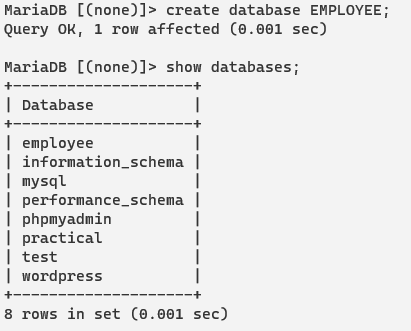 MariaDB [(none)]> create database EMPLOYEE;
Query OK, 1 row affected (0.001 sec)
MariaDB [(none)]> show databases;
+--------------------+
| Database           |
+--------------------+
| employee           |
| information_schema |
| mysql              |
| performance_schema |
| phpmyadmin         |
| practical          |
| test               |
| wordpress          |
+--------------------+
8 rows in set (0.001 sec)